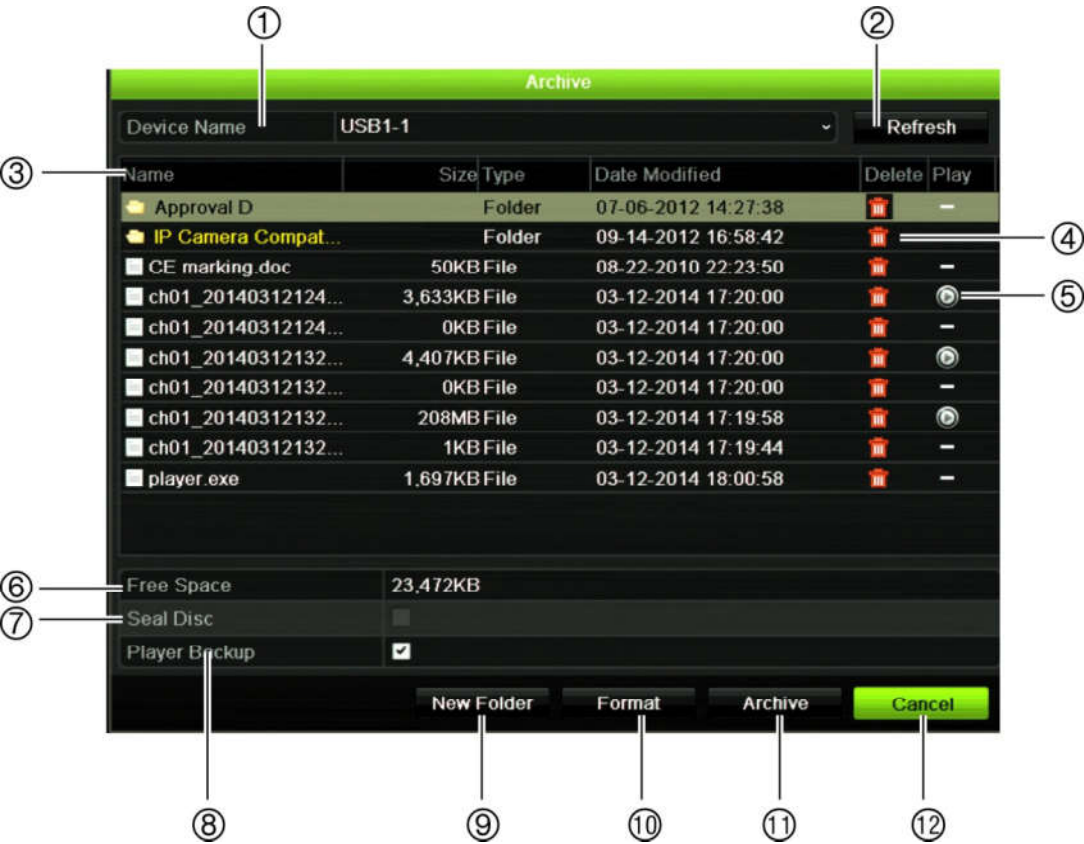 ① ②
Archive
Device Name USB1-1 Refresh
③ Name Size Type Date Modified Delete Play
Approval D Folder 07-06-2012 14:27:38 –
IP Camera Compat... Folder 09-14-2012 16:58:42 ④
CE marking.doc 50KB File 08-22-2010 22:23:50 –
ch01_20140312124... 3,633KB File 03-12-2014 17:20:00 ⑤
ch01_20140312124... 0KB File 03-12-2014 17:20:00 –
ch01_20140312132... 4,407KB File 03-12-2014 17:20:00
ch01_20140312132... 0KB File 03-12-2014 17:20:00 –
ch01_20140312132... 208MB File 03-12-2014 17:19:58
ch01_20140312132... 1KB File 03-12-2014 17:19:44 –
player.exe 1,697KB File 03-12-2014 18:00:58 –
⑥ Free Space 23,472KB
⑦ Seal Disc
Player Backup
New Folder Format Archive Cancel
⑧ ⑨ ⑩ ⑪ ⑫